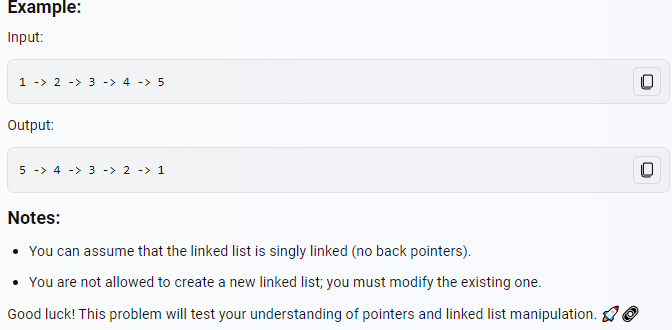 Example:
Input:
1 -> 2 -> 3 -> 4 -> 5
Output:
5 -> 4 -> 3 -> 2 -> 1
Notes:
• You can assume that the linked list is singly linked (no back pointers).
• You are not allowed to create a new linked list; you must modify the existing one.
Good luck! This problem will test your understanding of pointers and linked list manipulation. 🚀🔗